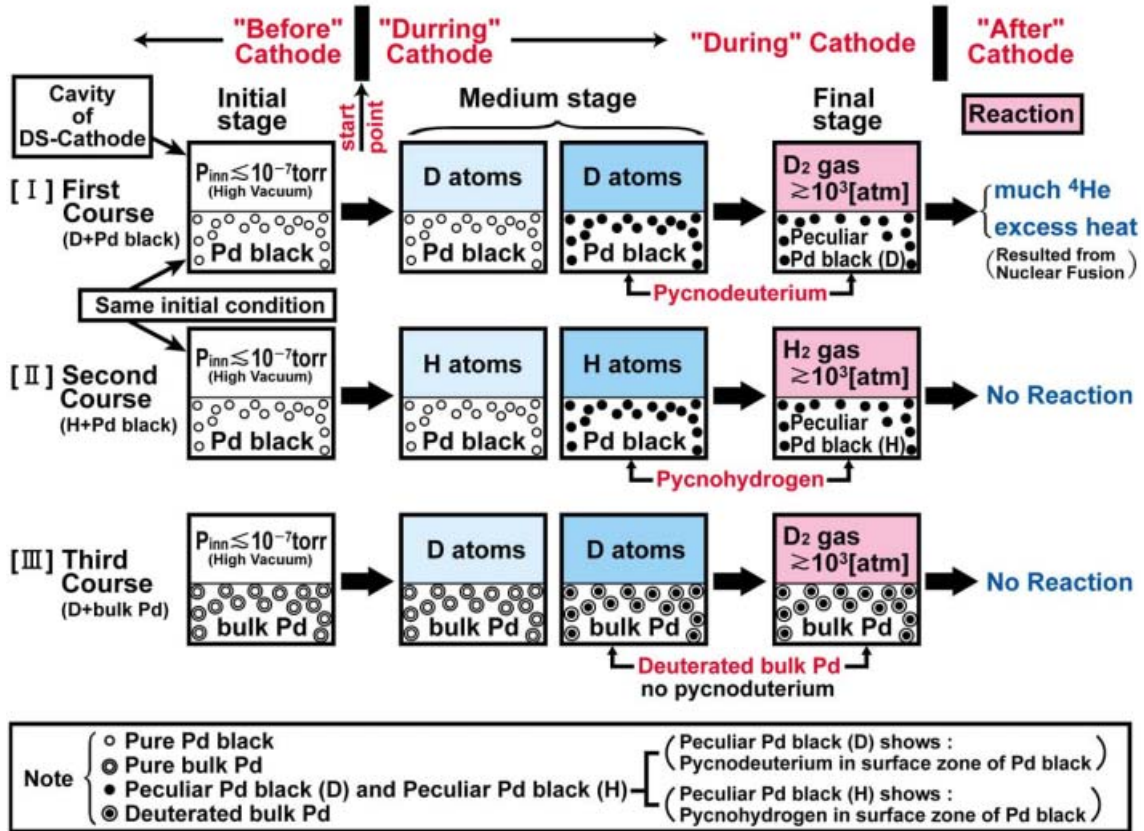 "Before" Cathode
"Durring" Cathode
"During" Cathode
"After" Cathode
Cavity
of
DS-Cathode
Initial
stage
start
point
Medium stage
Final
stage
Reaction
[Ⅰ] First
Course
(D+Pd black)
Pinn≲10⁻⁷torr
(High Vacuum)
Pd black
D atoms
Pd black
D atoms
Pd black
D₂ gas
≳10³[atm]
Peculiar
Pd black (D)
much ⁴He
excess heat
(Resulted from
Nuclear Fusion)
Pycnodeuterium
Same initial condition
[Ⅱ] Second
Course
(H+Pd black)
Pinn≲10⁻⁷torr
(High Vacuum)
Pd black
H atoms
Pd black
H atoms
Pd black
H₂ gas
≳10³[atm]
Peculiar
Pd black (H)
No Reaction
Pycnohydrogen
[Ⅲ] Third
Course
(D+bulk Pd)
Pinn≲10⁻⁷torr
(High Vacuum)
bulk Pd
D atoms
bulk Pd
D atoms
bulk Pd
D₂ gas
≳10³[atm]
bulk Pd
No Reaction
Deuterated bulk Pd
no pycnoduterium
Note
Pure Pd black
Pure bulk Pd
Peculiar Pd black (D) and Peculiar Pd black (H)
Deuterated bulk Pd
(Peculiar Pd black (D) shows :
Pycnodeuterium in surface zone of Pd black)
(Peculiar Pd black (H) shows :
Pycnohydrogen in surface zone of Pd black)